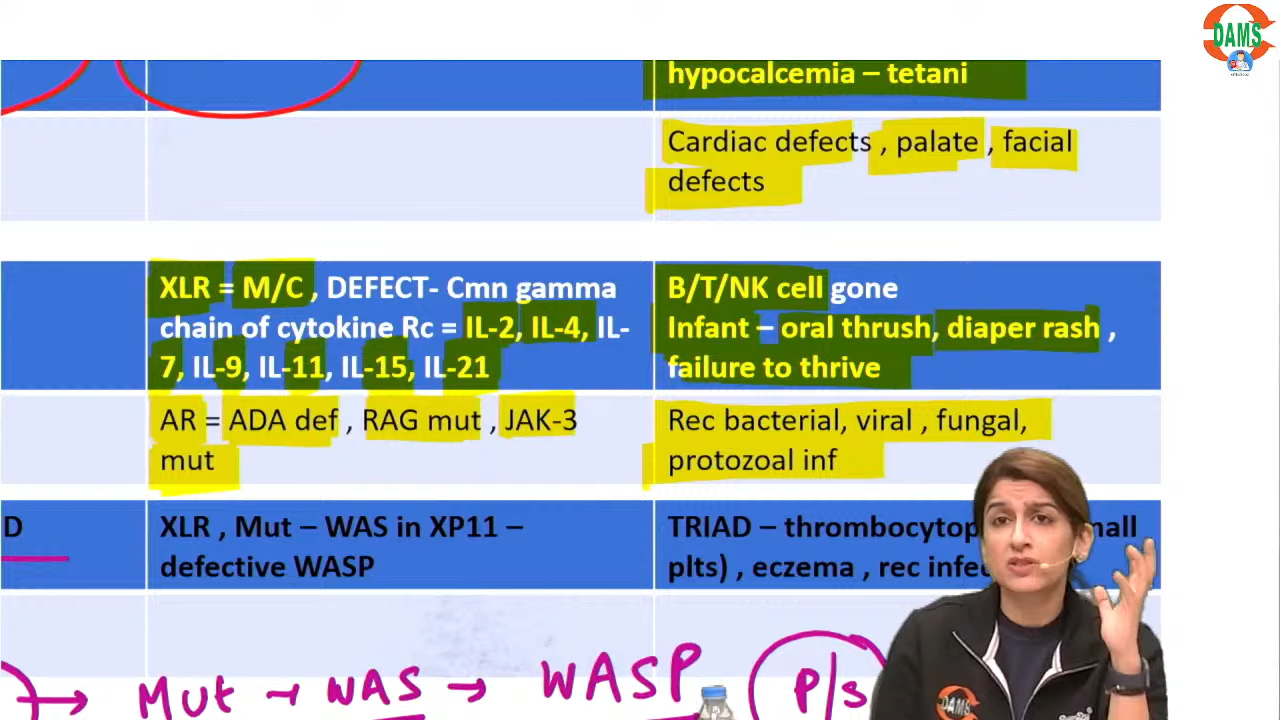 DAMS
hypocalcemia – tetani
Cardiac defects , palate , facial
defects
XLR = M/C , DEFECT- Cmn gamma
chain of cytokine Rc = IL-2, IL-4, IL-
7, IL-9, IL-11, IL-15, IL-21
B/T/NK cell gone
Infant – oral thrush, diaper rash ,
failure to thrive
AR = ADA def , RAG mut , JAK-3
mut
Rec bacterial, viral , fungal,
protozoal inf
D
XLR , Mut – WAS in XP11 –
defective WASP
TRIAD – thrombocytop mall
plts) , eczema , rec infe
→ Mut → WAS → WASP P/S
DAMS